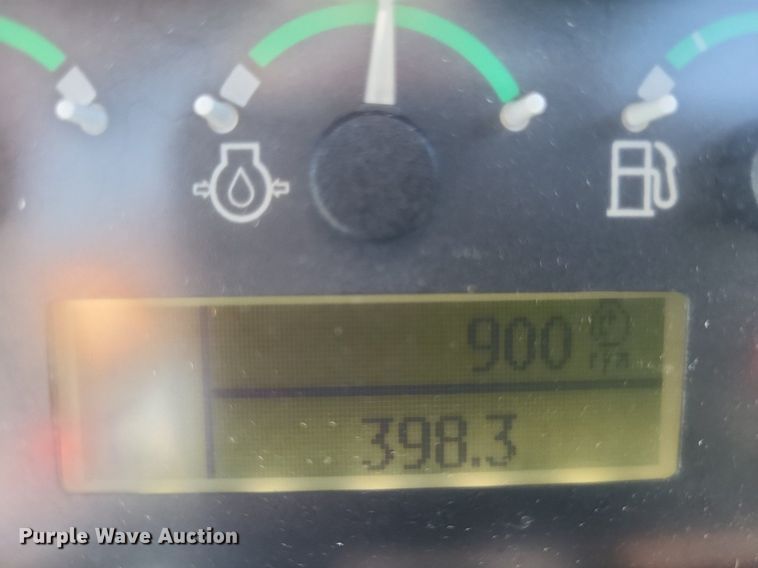 900 r/m
398.3
Purple Wave Auction®